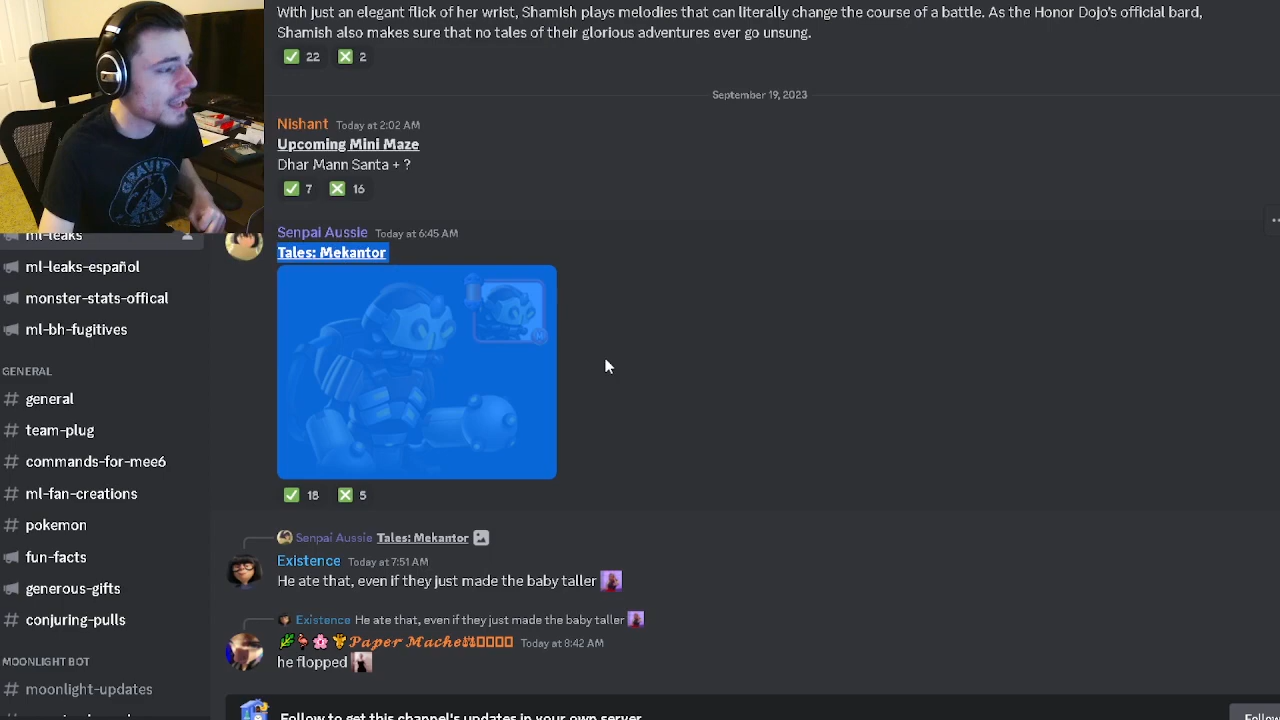 With just an elegant flick of her wrist, Shamish plays melodies that can literally change the course of a battle. As the Honor Dojo's official bard,
Shamish also makes sure that no tales of their glorious adventures ever go unsung.
22 2
September 19, 2023
Nishant Today at 2:02 AM
Upcoming Mini Maze
Dhar Mann Santa + ?
7 16
Senpai Aussie Today at 6:45 AM
Tales: Mekantor
18 5
Senpai Aussie Tales: Mekantor
Existence Today at 7:51 AM
He ate that, even if they just made the baby taller
Existence He ate that, even if they just made the baby taller
Paper Mache Today at 8:42 AM
he flopped
Follow to get this channel's updates in your own server
Follow
ml-leaks
ml-leaks-español
monster-stats-offical
ml-bh-fugitives
GENERAL
general
team-plug
commands-for-mee6
ml-fan-creations
pokemon
fun-facts
generous-gifts
conjuring-pulls
MOONLIGHT BOT
moonlight-updates
GRAVITY
FALLS